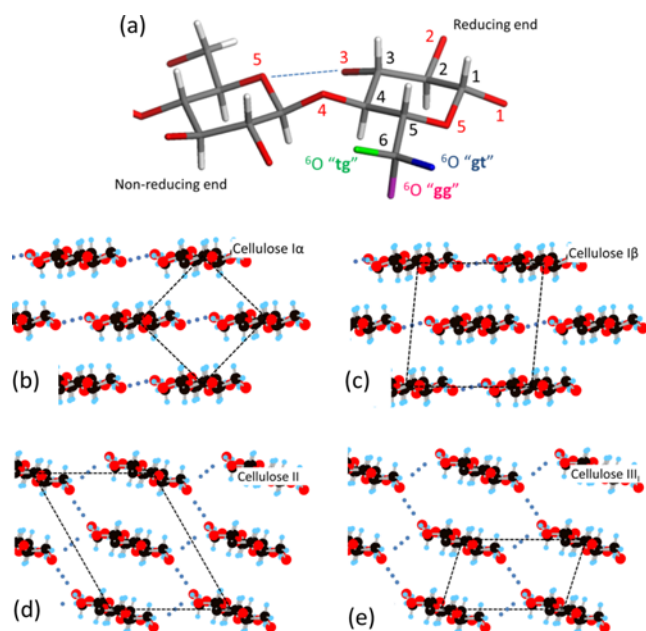 (a)
Reducing end
2
5
3
3
2
1
4
4
5
5
1
6
⁶O “tg”
⁶O “gt”
⁶O “gg”
Non-reducing end
Cellulose Iα
(b)
Cellulose Iβ
(c)
Cellulose II
(d)
Cellulose IIIᵢ
(e)